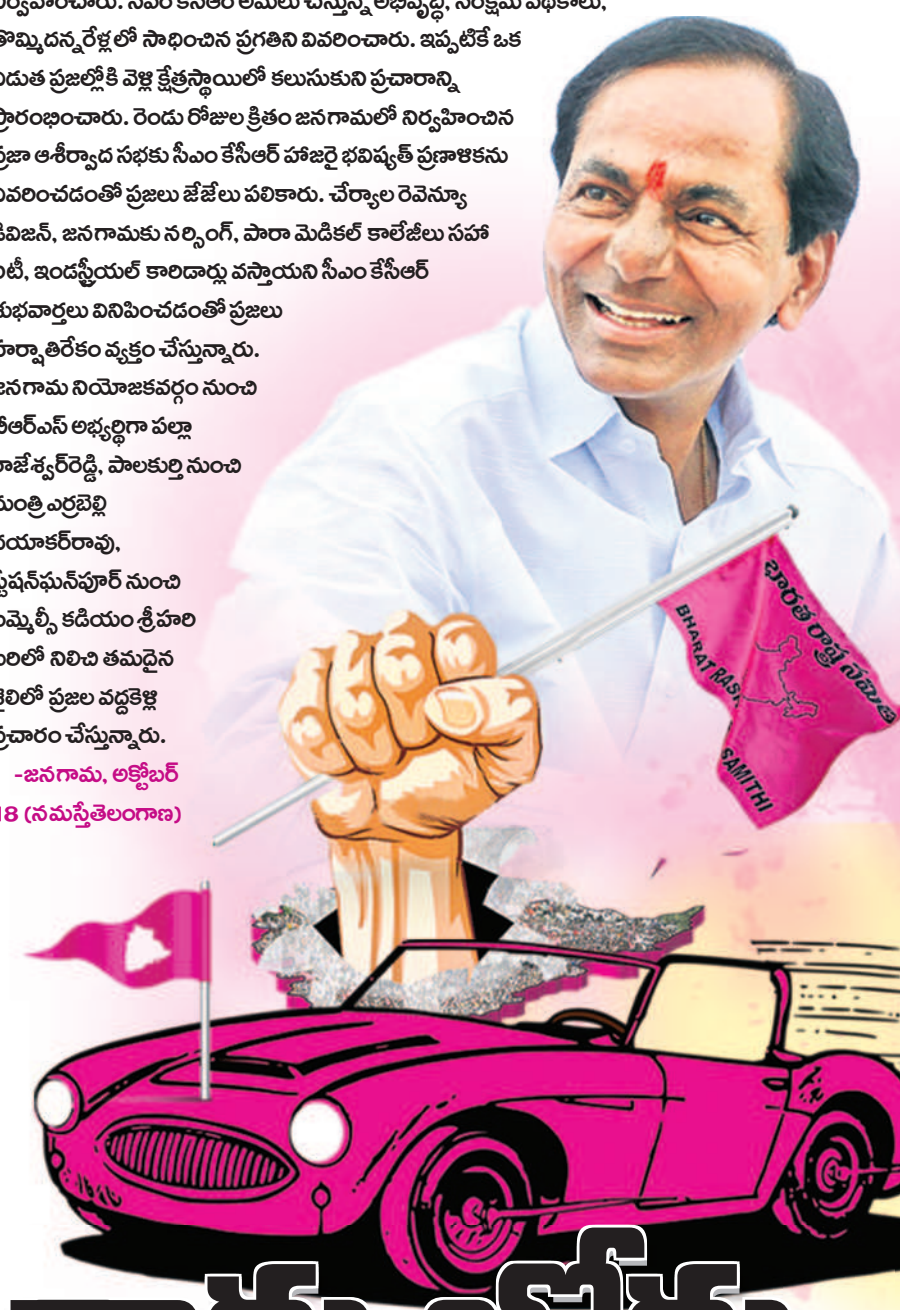 సీఎం కేసీఆర్ అమలు చేస్తున్న అభివృద్ధి, సంక్షేమ పథకాలు,
తొమ్మిదన్నరేళ్లలో సాధించిన ప్రగతిని వివరించారు. ఇప్పటికే ఒక
విడుత ప్రజల్లోకి వెళ్లి క్షేత్రస్థాయిలో కలుసుకుని ప్రచారాన్ని
ప్రారంభించారు. రెండు రోజుల క్రితం జనగామలో నిర్వహించిన
ప్రజా ఆశీర్వాద సభకు సీఎం కేసీఆర్ హాజరై భవిష్యత్ ప్రణాళికను
వివరించడంతో ప్రజలు జేజేలు పలికారు. చేర్యాల రెవెన్యూ
డివిజన్, జనగామకు నర్సింగ్, పారా మెడికల్ కాలేజీలు సహా
ఐటీ, ఇండస్ట్రీయల్ కారిడార్లు వస్తాయని సీఎం కేసీఆర్
శుభవార్తలు వినిపించడంతో ప్రజలు
హర్షాతిరేకం వ్యక్తం చేస్తున్నారు.
జనగామ నియోజకవర్గం నుంచి
బీఆర్ఎస్ అభ్యర్థిగా పల్లా
రాజేశ్వర్‌రెడ్డి, పాలకుర్తి నుంచి
మంత్రి ఎర్రబెల్లి
దయాకర్‌రావు,
స్టేషన్‌ఘన్‌పూర్ నుంచి
ఎమ్మెల్సీ కడియం శ్రీహరి
బరిలో నిలిచి తమదైన
శైలిలో ప్రజల వద్దకెళ్లి
ప్రచారం చేస్తున్నారు.
-జనగామ, అక్టోబర్
18 (నమస్తేతెలంగాణ)
భారత రాష్ట్ర సమితి
BHARAT RAS
SAMITHI